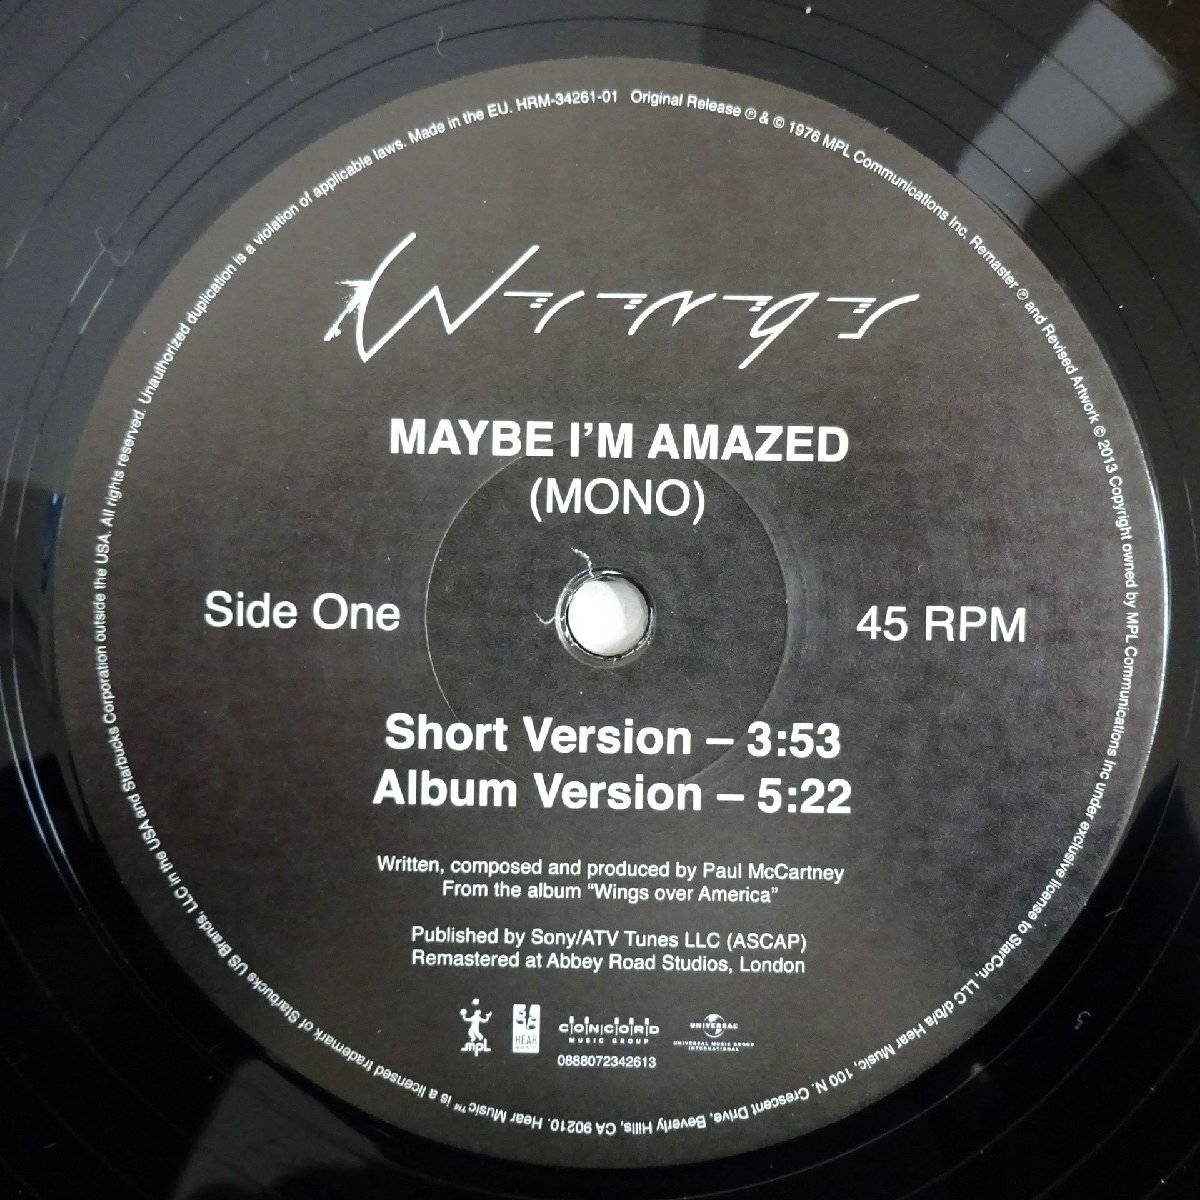 Wings
MAYBE I'M AMAZED
(MONO)
Side One
45 RPM
Short Version – 3:53
Album Version – 5:22
Written, composed and produced by Paul McCartney
From the album “Wings over America”
Published by Sony/ATV Tunes LLC (ASCAP)
Remastered at Abbey Road Studios, London
mpL
HEAR
MUSIC
CONCORD
MUSIC GROUP
UNIVERSAL
UNIVERSAL MUSIC GROUP
INTERNATIONAL
0888072342613
Original Release ℗ & © 1976 MPL Communications Inc. Remaster ℗ and Revised Artwork © 2013 Copyright owned by MPL Communications Inc under exclusive license to StarCon, LLC d/b/a Hear Music, 100 N. Crescent Drive, Beverly Hills, CA 90210. Hear Music™ is a licensed trademark of Starbucks US Brands, LLC in the USA and Starbucks Corporation outside the USA. All rights reserved. Unauthorized duplication is a violation of applicable laws. Made in the EU. HRM-34261-01